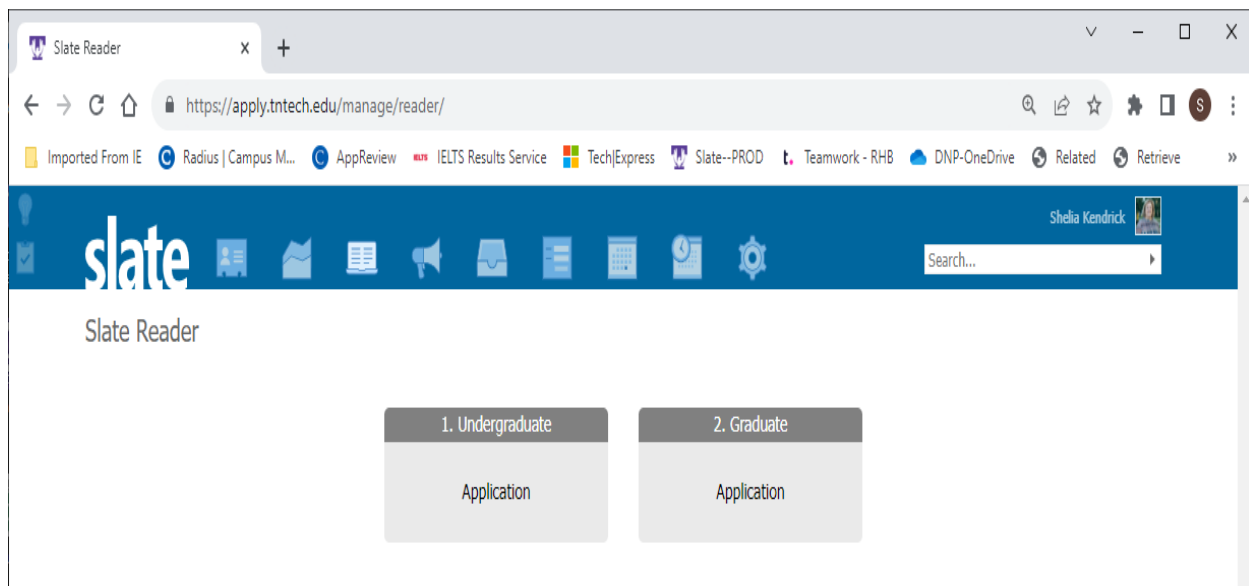 Slate Reader
https://apply.tntech.edu/manage/reader/
S
Imported From IE Radius | Campus M... AppReview IELTS IELTS Results Service Tech|Express Slate--PROD t. Teamwork - RHB DNP-OneDrive Related Retrieve »
Shelia Kendrick
slate
Search...
Slate Reader
1. Undergraduate 2. Graduate
Application Application